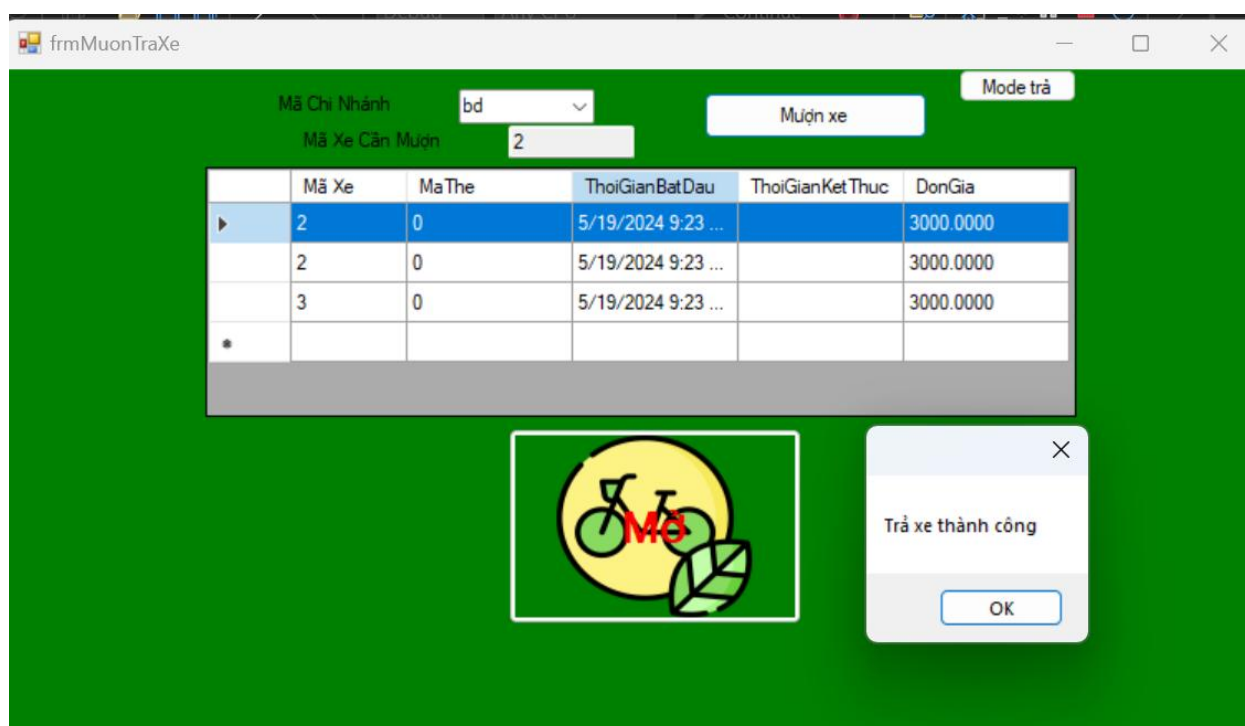 frmMuonTraXe
Mode trả
Mã Chi Nhánh bd
Mượn xe
Mã Xe Cần Mượn 2
Mã Xe MaThe ThoiGianBatDau ThoiGianKetThuc DonGia
2 0 5/19/2024 9:23 ... 3000.0000
2 0 5/19/2024 9:23 ... 3000.0000
3 0 5/19/2024 9:23 ... 3000.0000
Mở
Trả xe thành công
OK